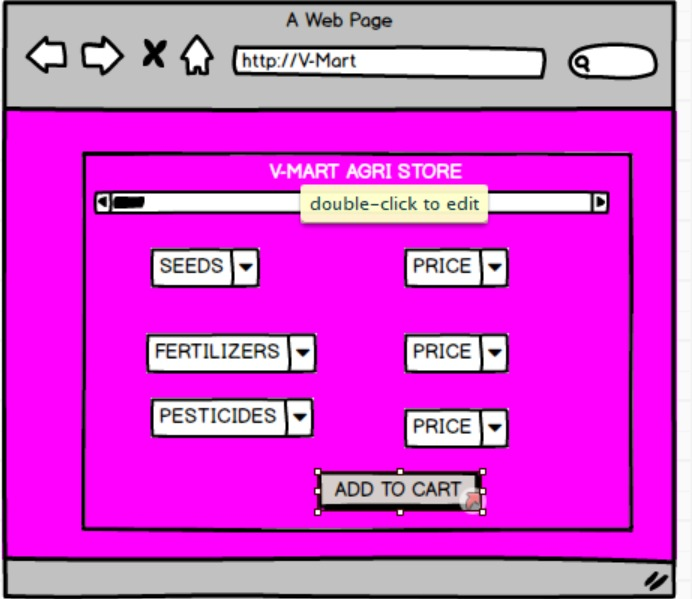 A Web Page
http://V-Mart
V-MART AGRI STORE
double-click to edit
SEEDS PRICE
FERTILIZERS PRICE
PESTICIDES PRICE
ADD TO CART